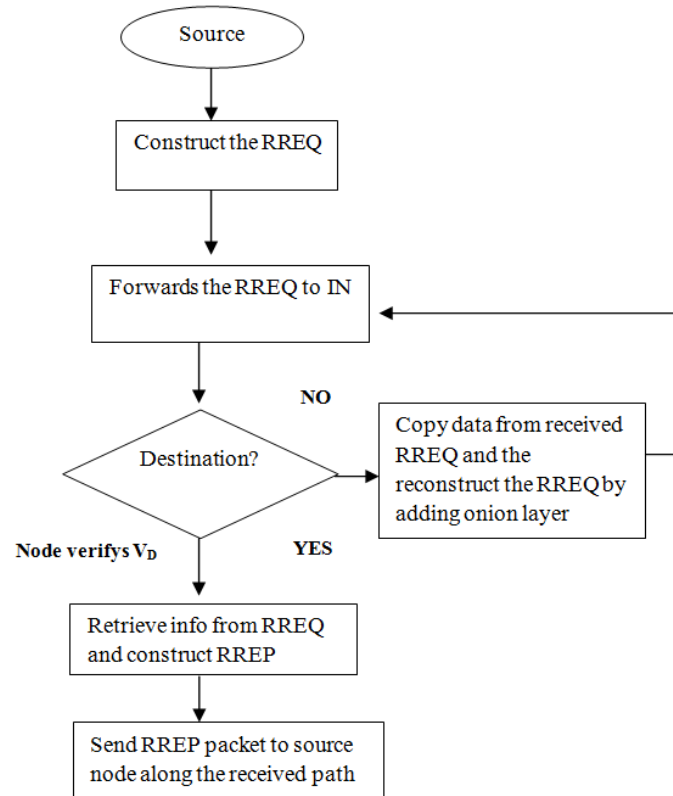 Source
Construct the RREQ
Forwards the RREQ to IN
NO
Destination?
Copy data from received
RREQ and the
reconstruct the RREQ by
adding onion layer
Node verifys V_D
YES
Retrieve info from RREQ
and construct RREP
Send RREP packet to source
node along the received path